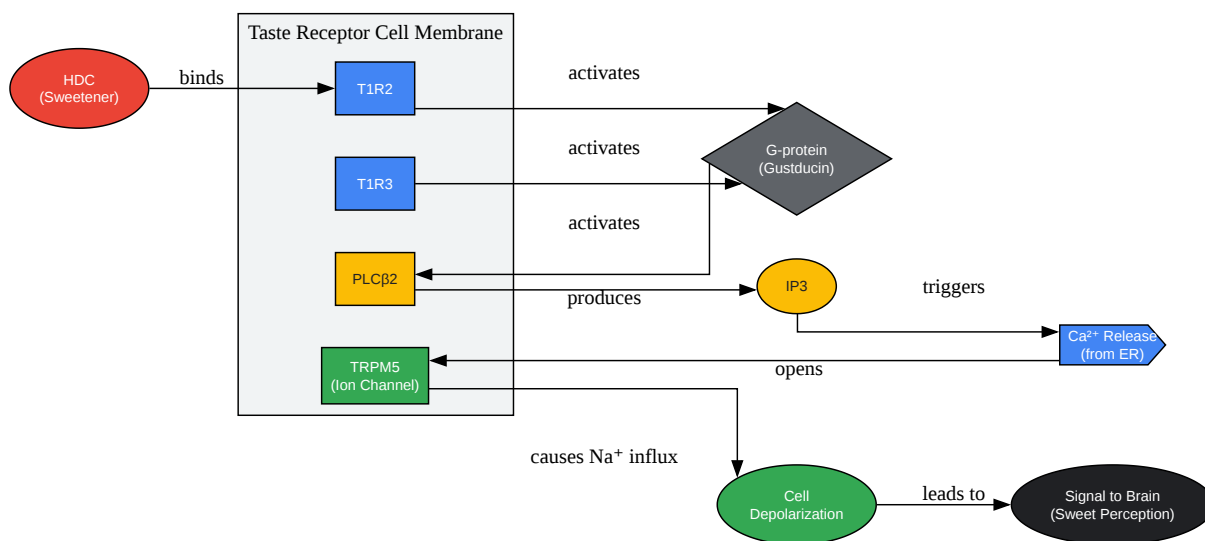 Taste Receptor Cell Membrane
HDC
(Sweetener)
binds
T1R2
activates
G-protein
(Gustducin)
T1R3
activates
activates
PLCβ2
produces
IP3
triggers
Ca²⁺ Release
(from ER)
TRPM5
(Ion Channel)
opens
causes Na⁺ influx
Cell
Depolarization
leads to
Signal to Brain
(Sweet Perception)